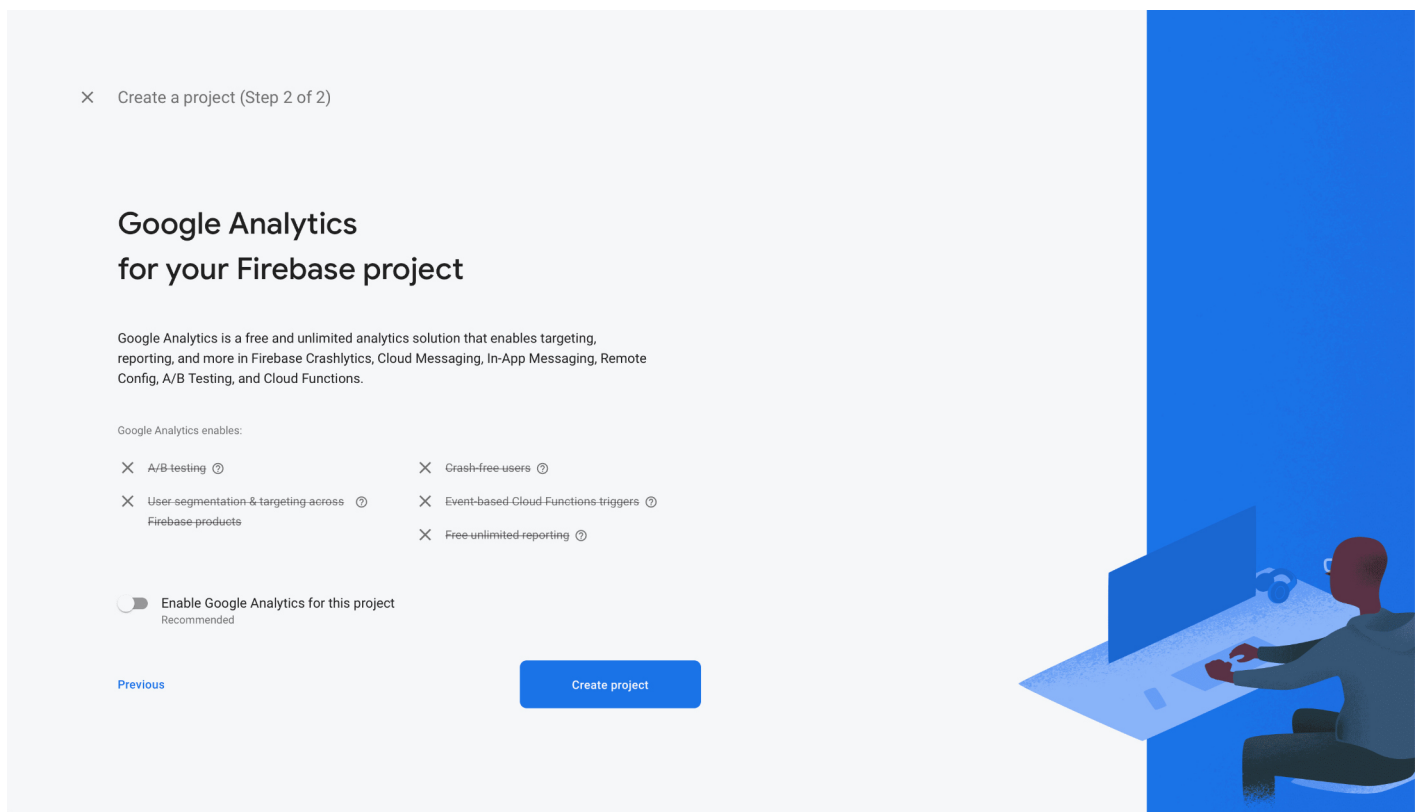 Create a project (Step 2 of 2)
Google Analytics
for your Firebase project
Google Analytics is a free and unlimited analytics solution that enables targeting,
reporting, and more in Firebase Crashlytics, Cloud Messaging, In-App Messaging, Remote
Config, A/B Testing, and Cloud Functions.
Google Analytics enables:
A/B testing
User segmentation & targeting across
Firebase products
Crash-free users
Event-based Cloud Functions triggers
Free unlimited reporting
Enable Google Analytics for this project
Recommended
Previous
Create project